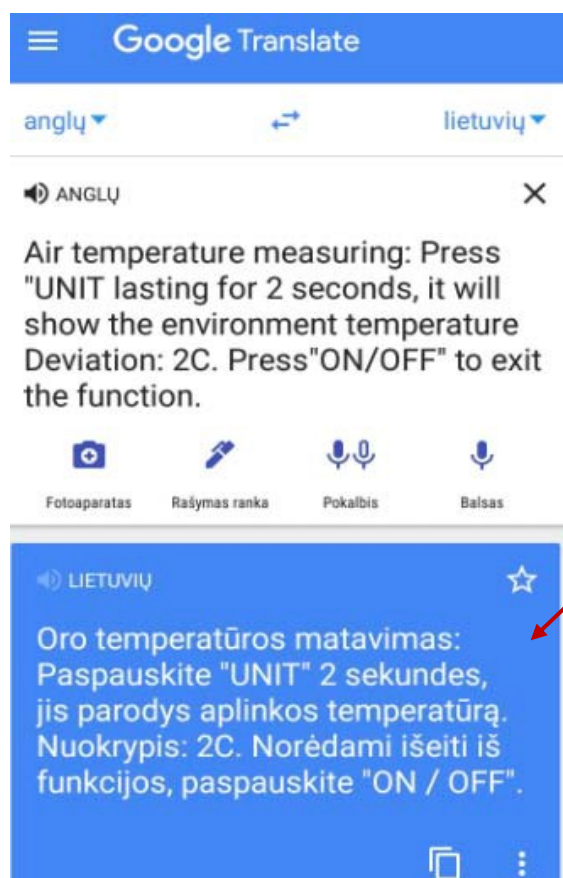 Google Translate
anglų lietuvių
ANGLŲ
Air temperature measuring: Press
"UNIT lasting for 2 seconds, it will
show the environment temperature
Deviation: 2C. Press"ON/OFF" to exit
the function.
Fotoaparatas Rašymas ranka Pokalbis Balsas
LIETUVIŲ
Oro temperatūros matavimas:
Paspauskite "UNIT" 2 sekundes,
jis parodys aplinkos temperatūrą.
Nuokrypis: 2C. Norėdami išeiti iš
funkcijos, paspauskite "ON / OFF".